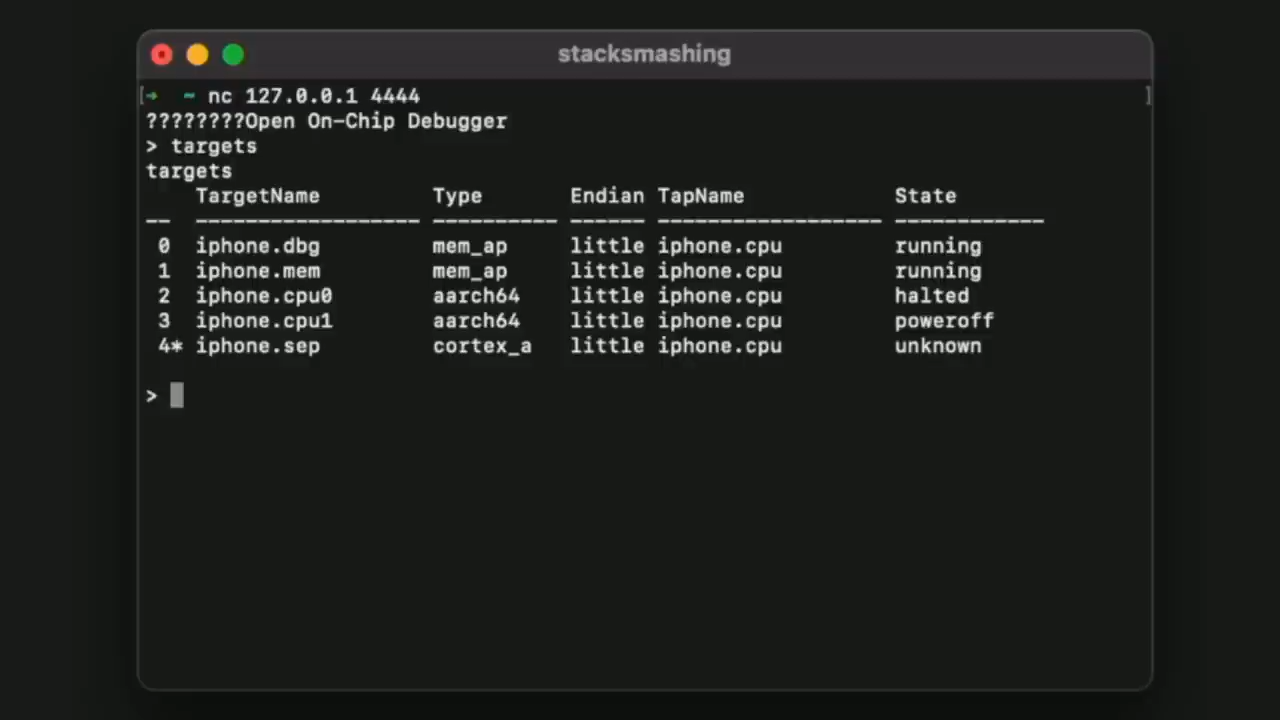 stacksmashing
[➜ ~ nc 127.0.0.1 4444 ]
????????Open On-Chip Debugger
> targets
targets
    TargetName         Type       Endian TapName            State
--  ------------------ ---------- ------ ------------------ ------------
 0  iphone.dbg         mem_ap     little iphone.cpu         running
 1  iphone.mem         mem_ap     little iphone.cpu         running
 2  iphone.cpu0        aarch64    little iphone.cpu         halted
 3  iphone.cpu1        aarch64    little iphone.cpu         poweroff
 4* iphone.sep         cortex_a   little iphone.cpu         unknown
>